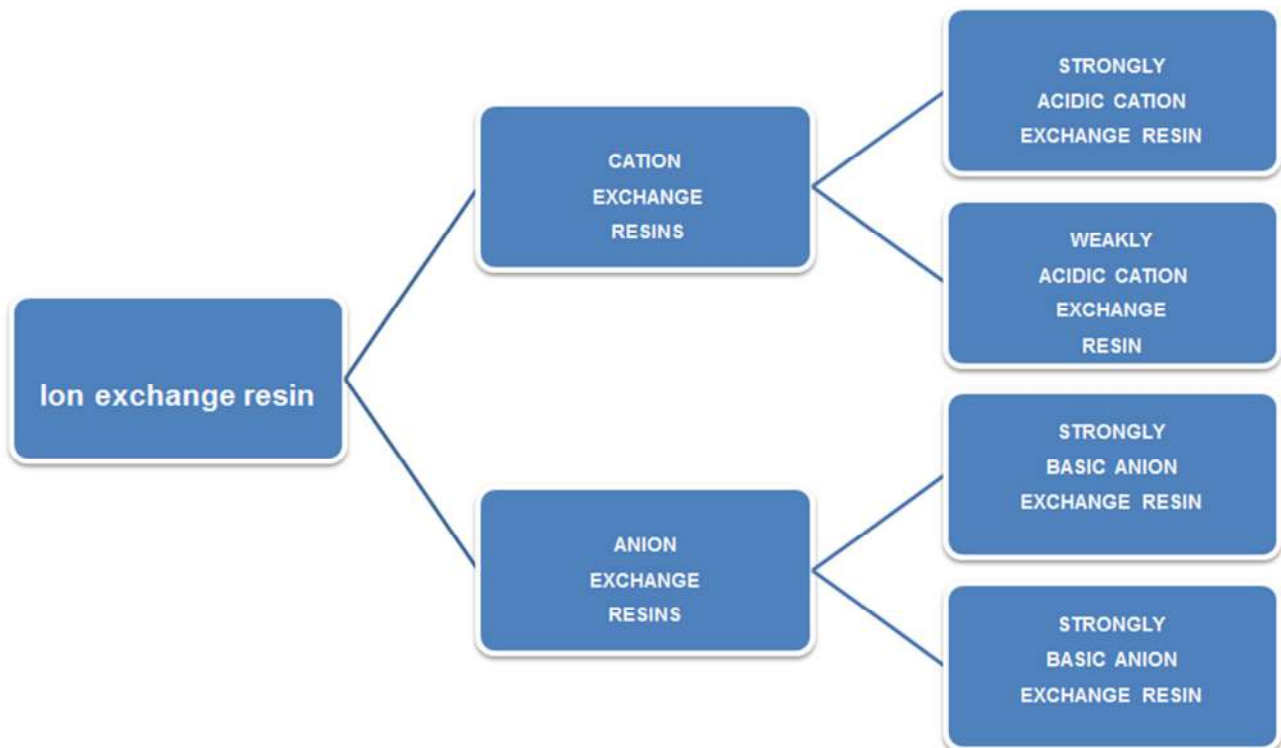 Ion exchange resin
CATION
EXCHANGE
RESINS
STRONGLY
ACIDIC CATION
EXCHANGE RESIN
WEAKLY
ACIDIC CATION
EXCHANGE
RESIN
ANION
EXCHANGE
RESINS
STRONGLY
BASIC ANION
EXCHANGE RESIN
STRONGLY
BASIC ANION
EXCHANGE RESIN